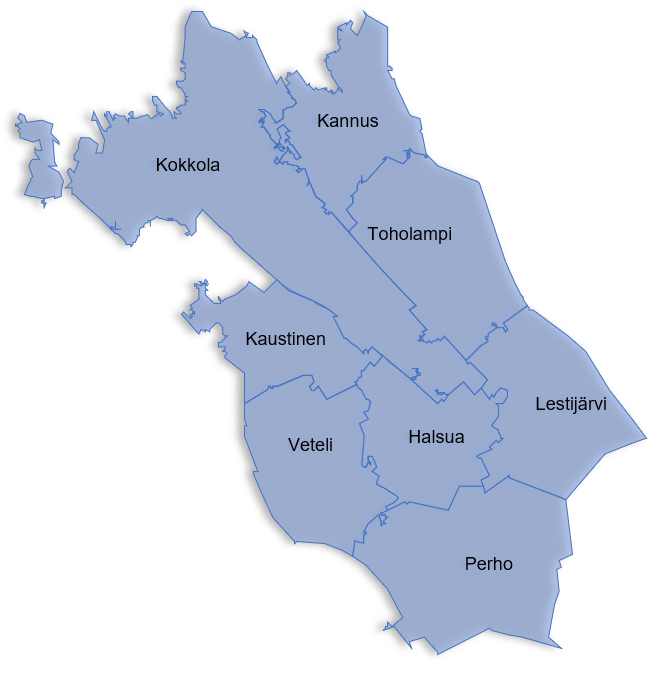 Kannus
Kokkola
Toholampi
Kaustinen
Lestijärvi
Halsua
Veteli
Perho